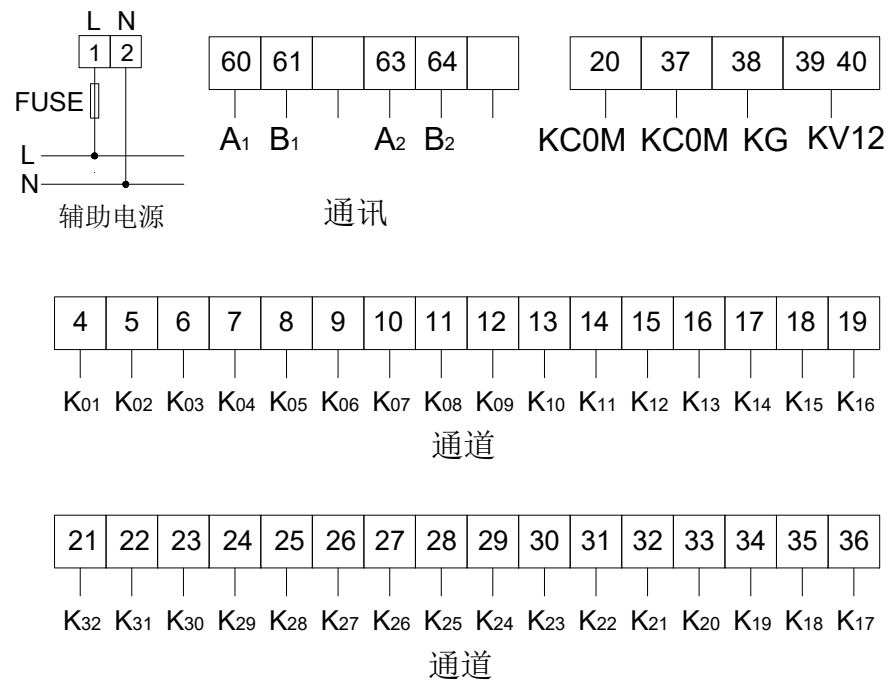 L N
1 2
FUSE
L
N
辅助电源
60 61 63 64
A1 B1 A2 B2
通讯
20 37 38 39 40
KC0M KC0M KG KV12
4 5 6 7 8 9 10 11 12 13 14 15 16 17 18 19
K01 K02 K03 K04 K05 K06 K07 K08 K09 K10 K11 K12 K13 K14 K15 K16
通道
21 22 23 24 25 26 27 28 29 30 31 32 33 34 35 36
K32 K31 K30 K29 K28 K27 K26 K25 K24 K23 K22 K21 K20 K19 K18 K17
通道